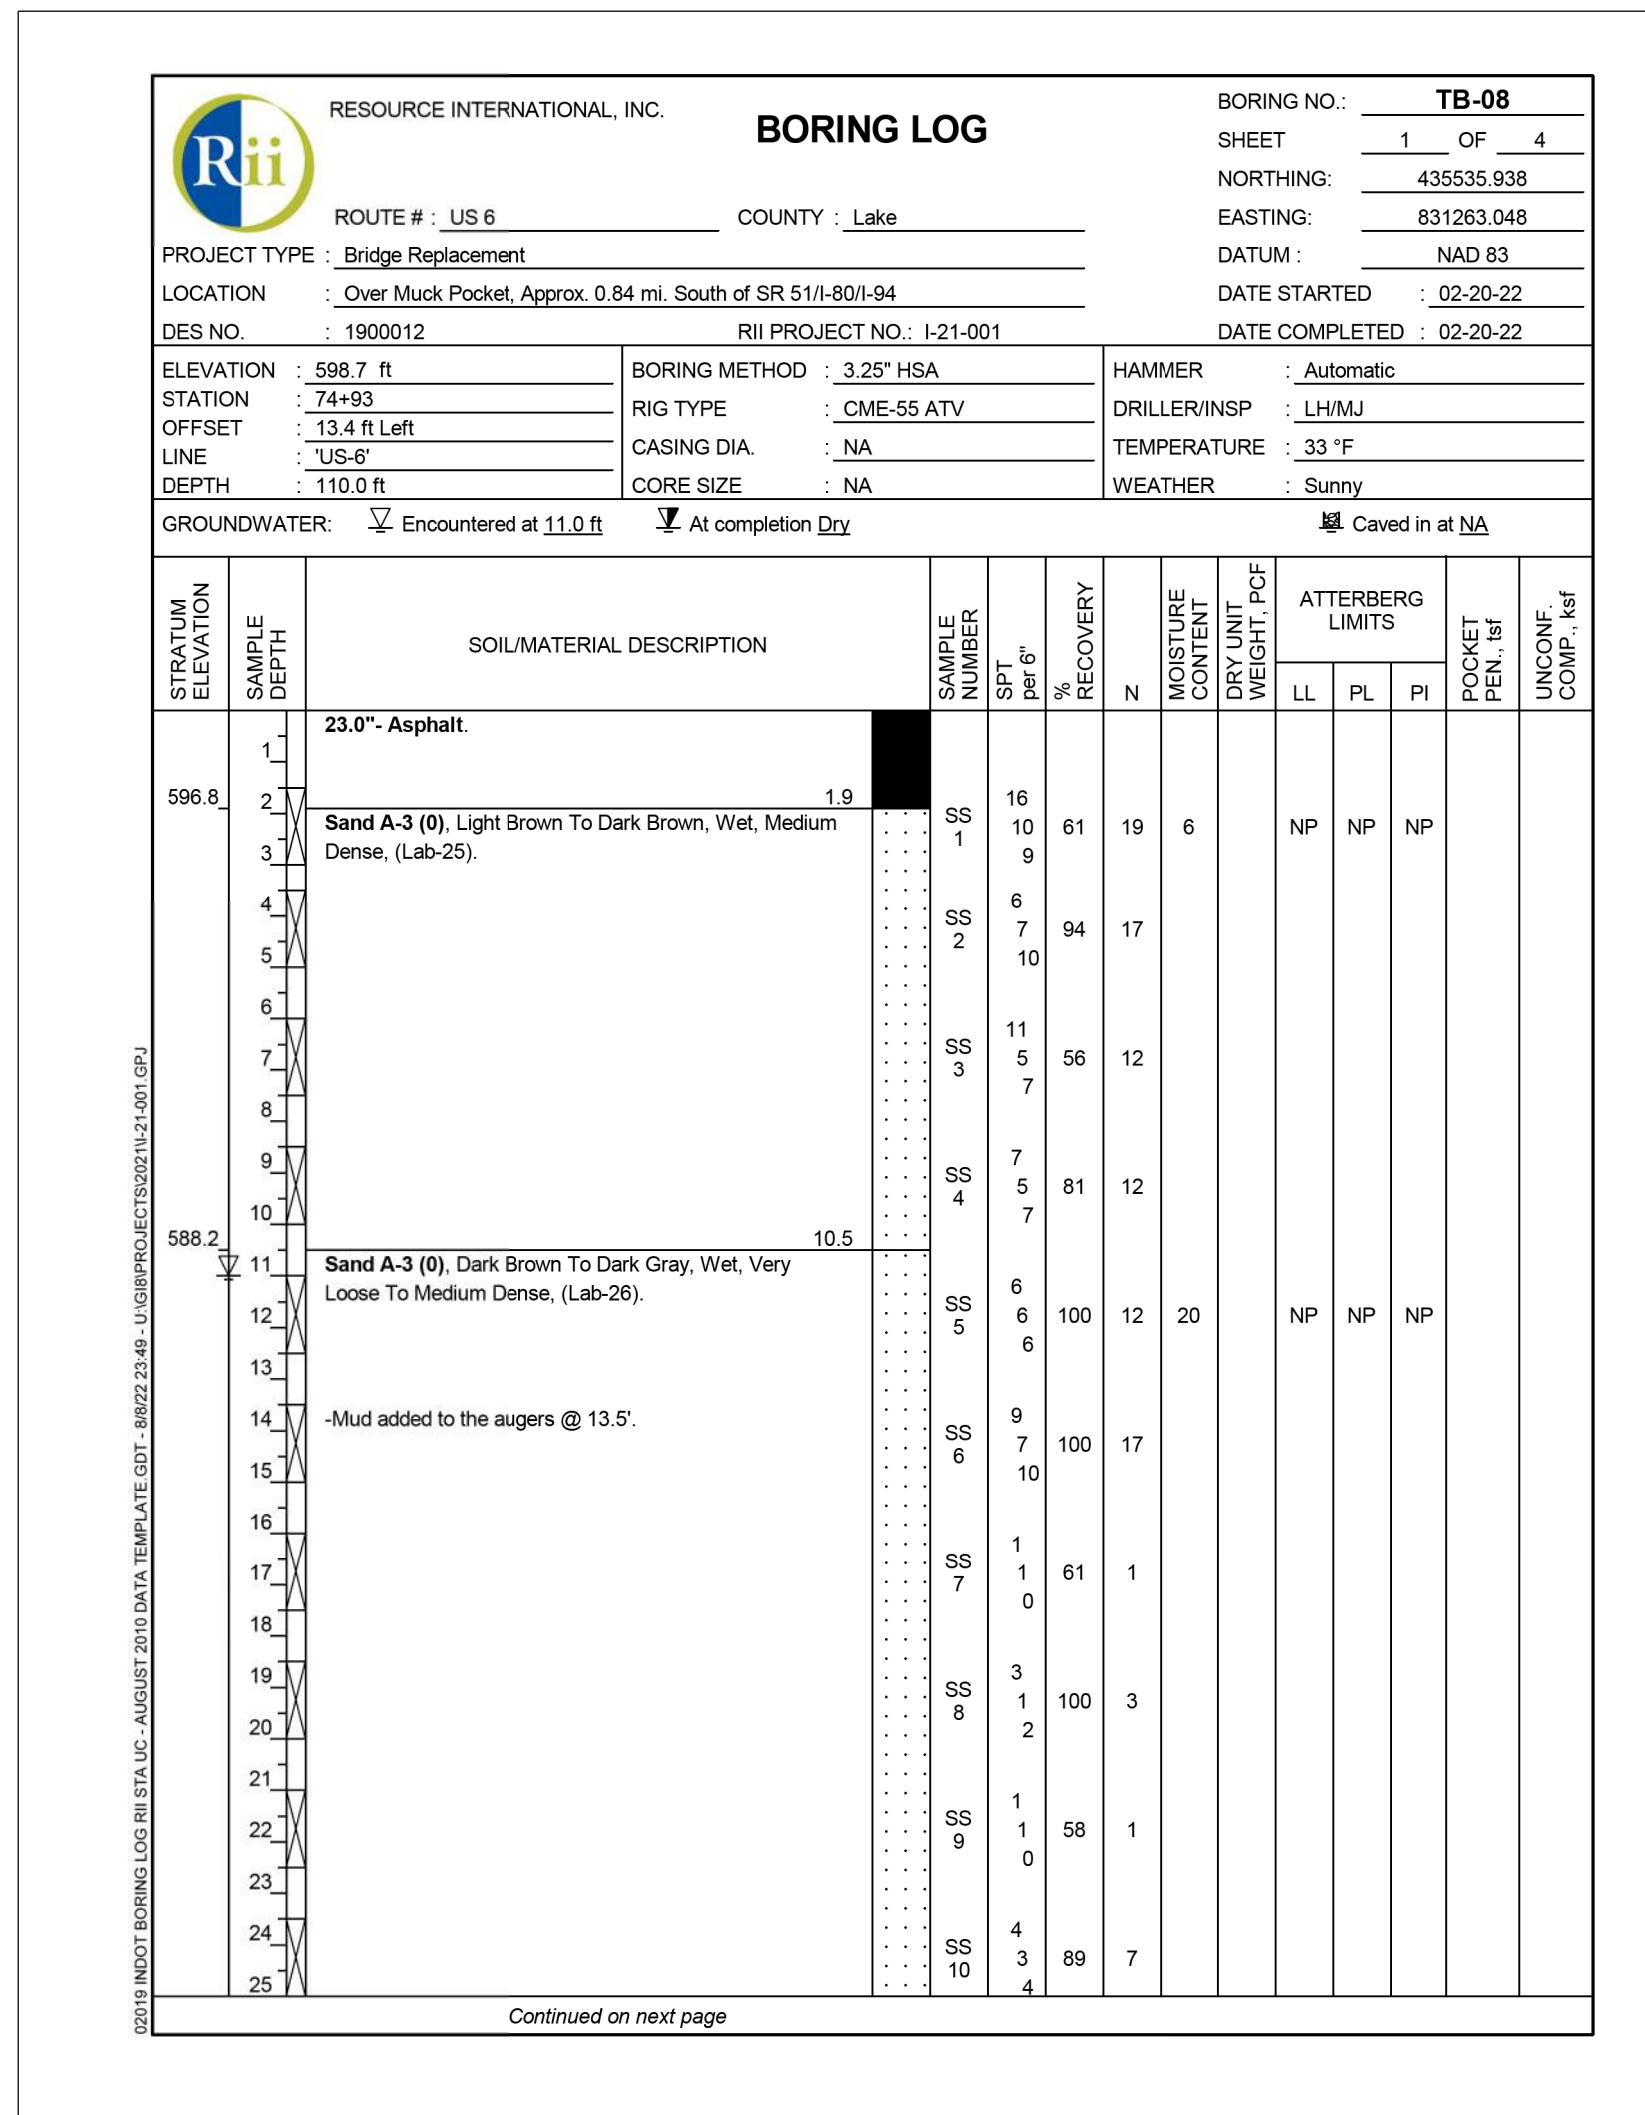 Rii
RESOURCE INTERNATIONAL, INC.
BORING LOG
BORING NO.: TB-08
SHEET 1 OF 4
NORTHING: 435535.938
ROUTE # : US 6 COUNTY : Lake EASTING: 831263.048
PROJECT TYPE : Bridge Replacement DATUM : NAD 83
LOCATION : Over Muck Pocket, Approx. 0.84 mi. South of SR 51/I-80/I-94 DATE STARTED : 02-20-22
DES NO. : 1900012 RII PROJECT NO.: I-21-001 DATE COMPLETED : 02-20-22
ELEVATION : 598.7 ft
STATION : 74+93
OFFSET : 13.4 ft Left
LINE : 'US-6'
DEPTH : 110.0 ft
BORING METHOD : 3.25" HSA
RIG TYPE : CME-55 ATV
CASING DIA. : NA
CORE SIZE : NA
HAMMER : Automatic
DRILLER/INSP : LH/MJ
TEMPERATURE : 33 °F
WEATHER : Sunny
GROUNDWATER: Encountered at 11.0 ft At completion Dry Caved in at NA
STRATUM
ELEVATION
SAMPLE
DEPTH
SOIL/MATERIAL DESCRIPTION
SAMPLE
NUMBER
SPT
per 6"
%
RECOVERY
N
MOISTURE
CONTENT
DRY UNIT
WEIGHT, PCF
ATTERBERG
LIMITS
LL PL PI
POCKET
PEN., tsf
UNCONF.
COMP., ksf
23.0"- Asphalt.
1
596.8 2 1.9 16
Sand A-3 (0), Light Brown To Dark Brown, Wet, Medium
SS
1
10 61 19 6 NP NP NP
3 Dense, (Lab-25). 9
4 6
SS
2
7 94 17
5 10
6
11
SS
3
7 5 56 12
7
8
9 7
SS
4
5 81 12
10 7
588.2 10.5
11 Sand A-3 (0), Dark Brown To Dark Gray, Wet, Very
Loose To Medium Dense, (Lab-26). 6
SS
5
12 6 100 12 20 NP NP NP
6
13
14 -Mud added to the augers @ 13.5'. 9
SS
6
7 100 17
15 10
16
1
SS
7
17 1 61 1
0
18
19 3
SS
8
1 100 3
20 2
21
1
SS
9
22 1 58 1
0
23
24 4
SS
10
3 89 7
25 4
Continued on next page
02019 INDOT BORING LOG RII STA UC - AUGUST 2010 DATA TEMPLATE.GDT - 8/8/22 23:49 - U:\GI8\PROJECTS\2021\I-21-001.GPJ